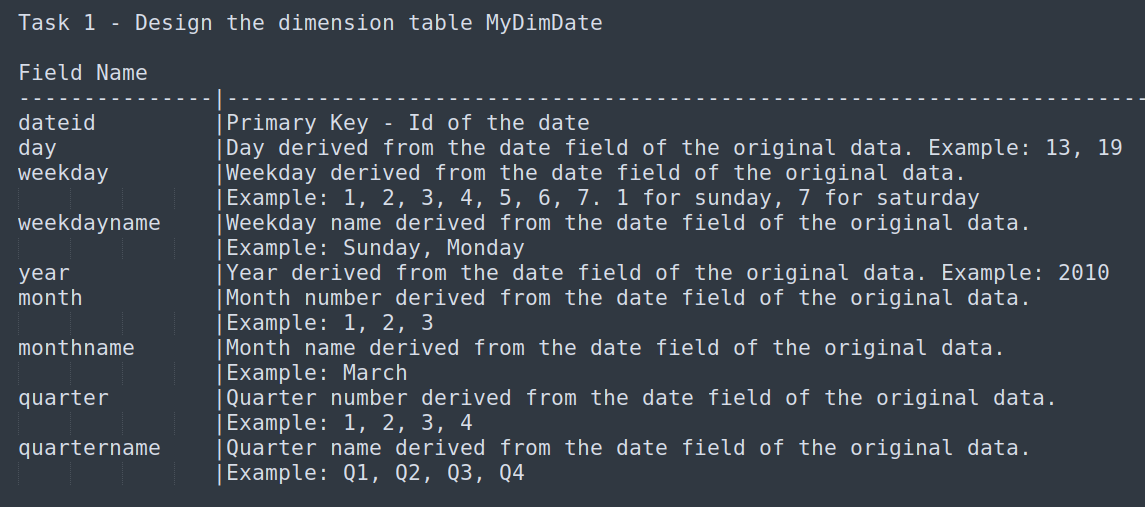 Task 1 - Design the dimension table MyDimDate
Field Name
---------------|-----------------------------------------------------------------------
dateid |Primary Key - Id of the date
day |Day derived from the date field of the original data. Example: 13, 19
weekday |Weekday derived from the date field of the original data.
|Example: 1, 2, 3, 4, 5, 6, 7. 1 for sunday, 7 for saturday
weekdayname |Weekday name derived from the date field of the original data.
|Example: Sunday, Monday
year |Year derived from the date field of the original data. Example: 2010
month |Month number derived from the date field of the original data.
|Example: 1, 2, 3
monthname |Month name derived from the date field of the original data.
|Example: March
quarter |Quarter number derived from the date field of the original data.
|Example: 1, 2, 3, 4
quartername |Quarter name derived from the date field of the original data.
|Example: Q1, Q2, Q3, Q4